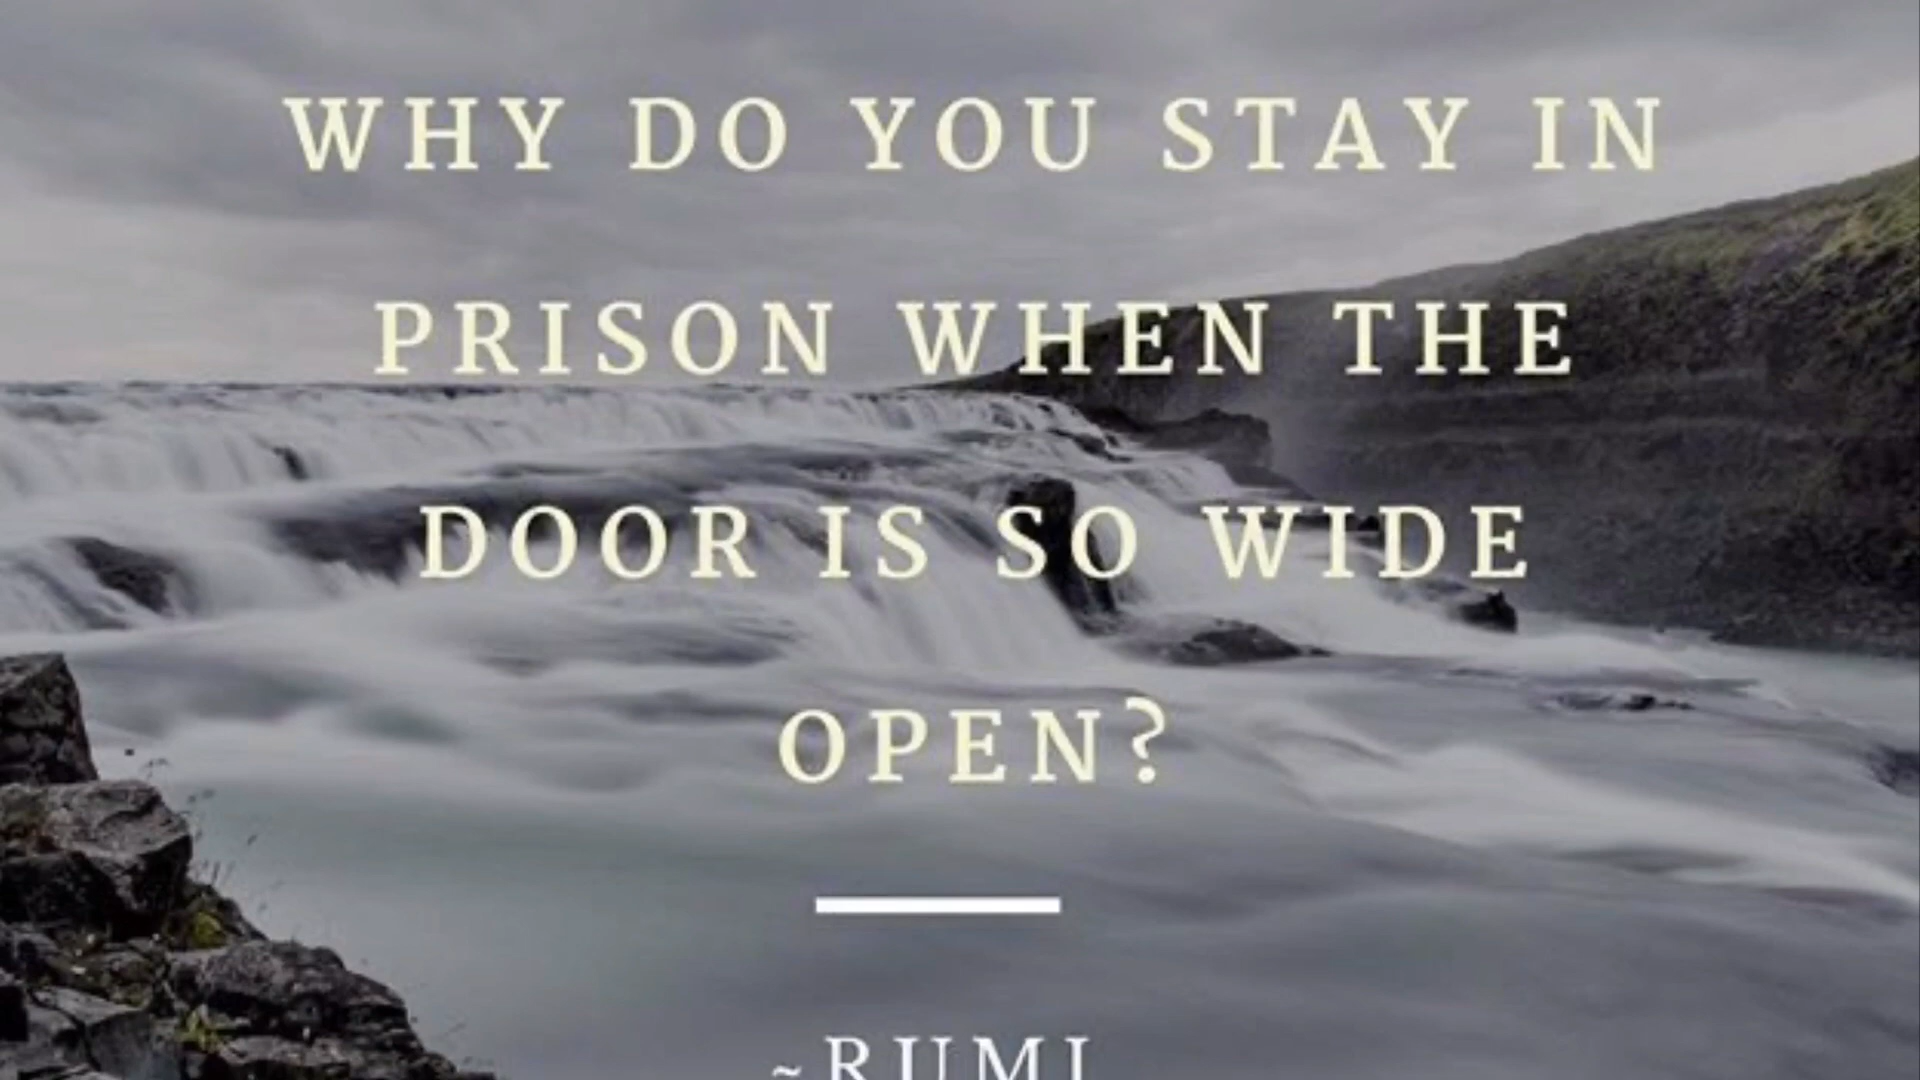 WHY DO YOU STAY IN
PRISON WHEN THE
DOOR IS SO WIDE
OPEN?
~RUMI